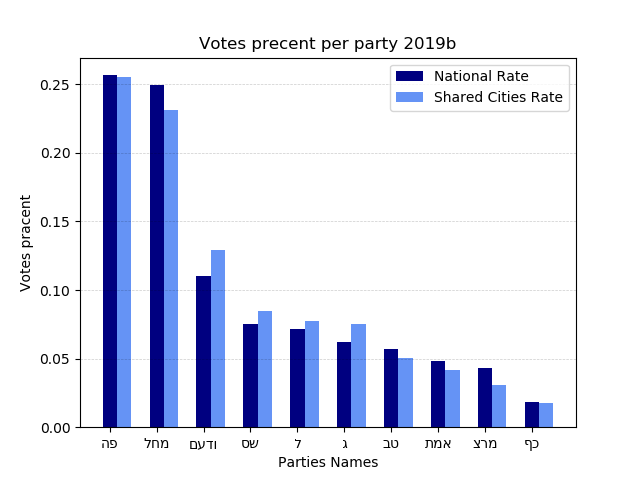 Votes precent per party 2019b
National Rate
Shared Cities Rate
Votes pracent
0.25
0.20
0.15
0.10
0.05
0.00
פה
מחל
ודעם
שס
ל
ג
טב
אמת
מרצ
כף
Parties Names